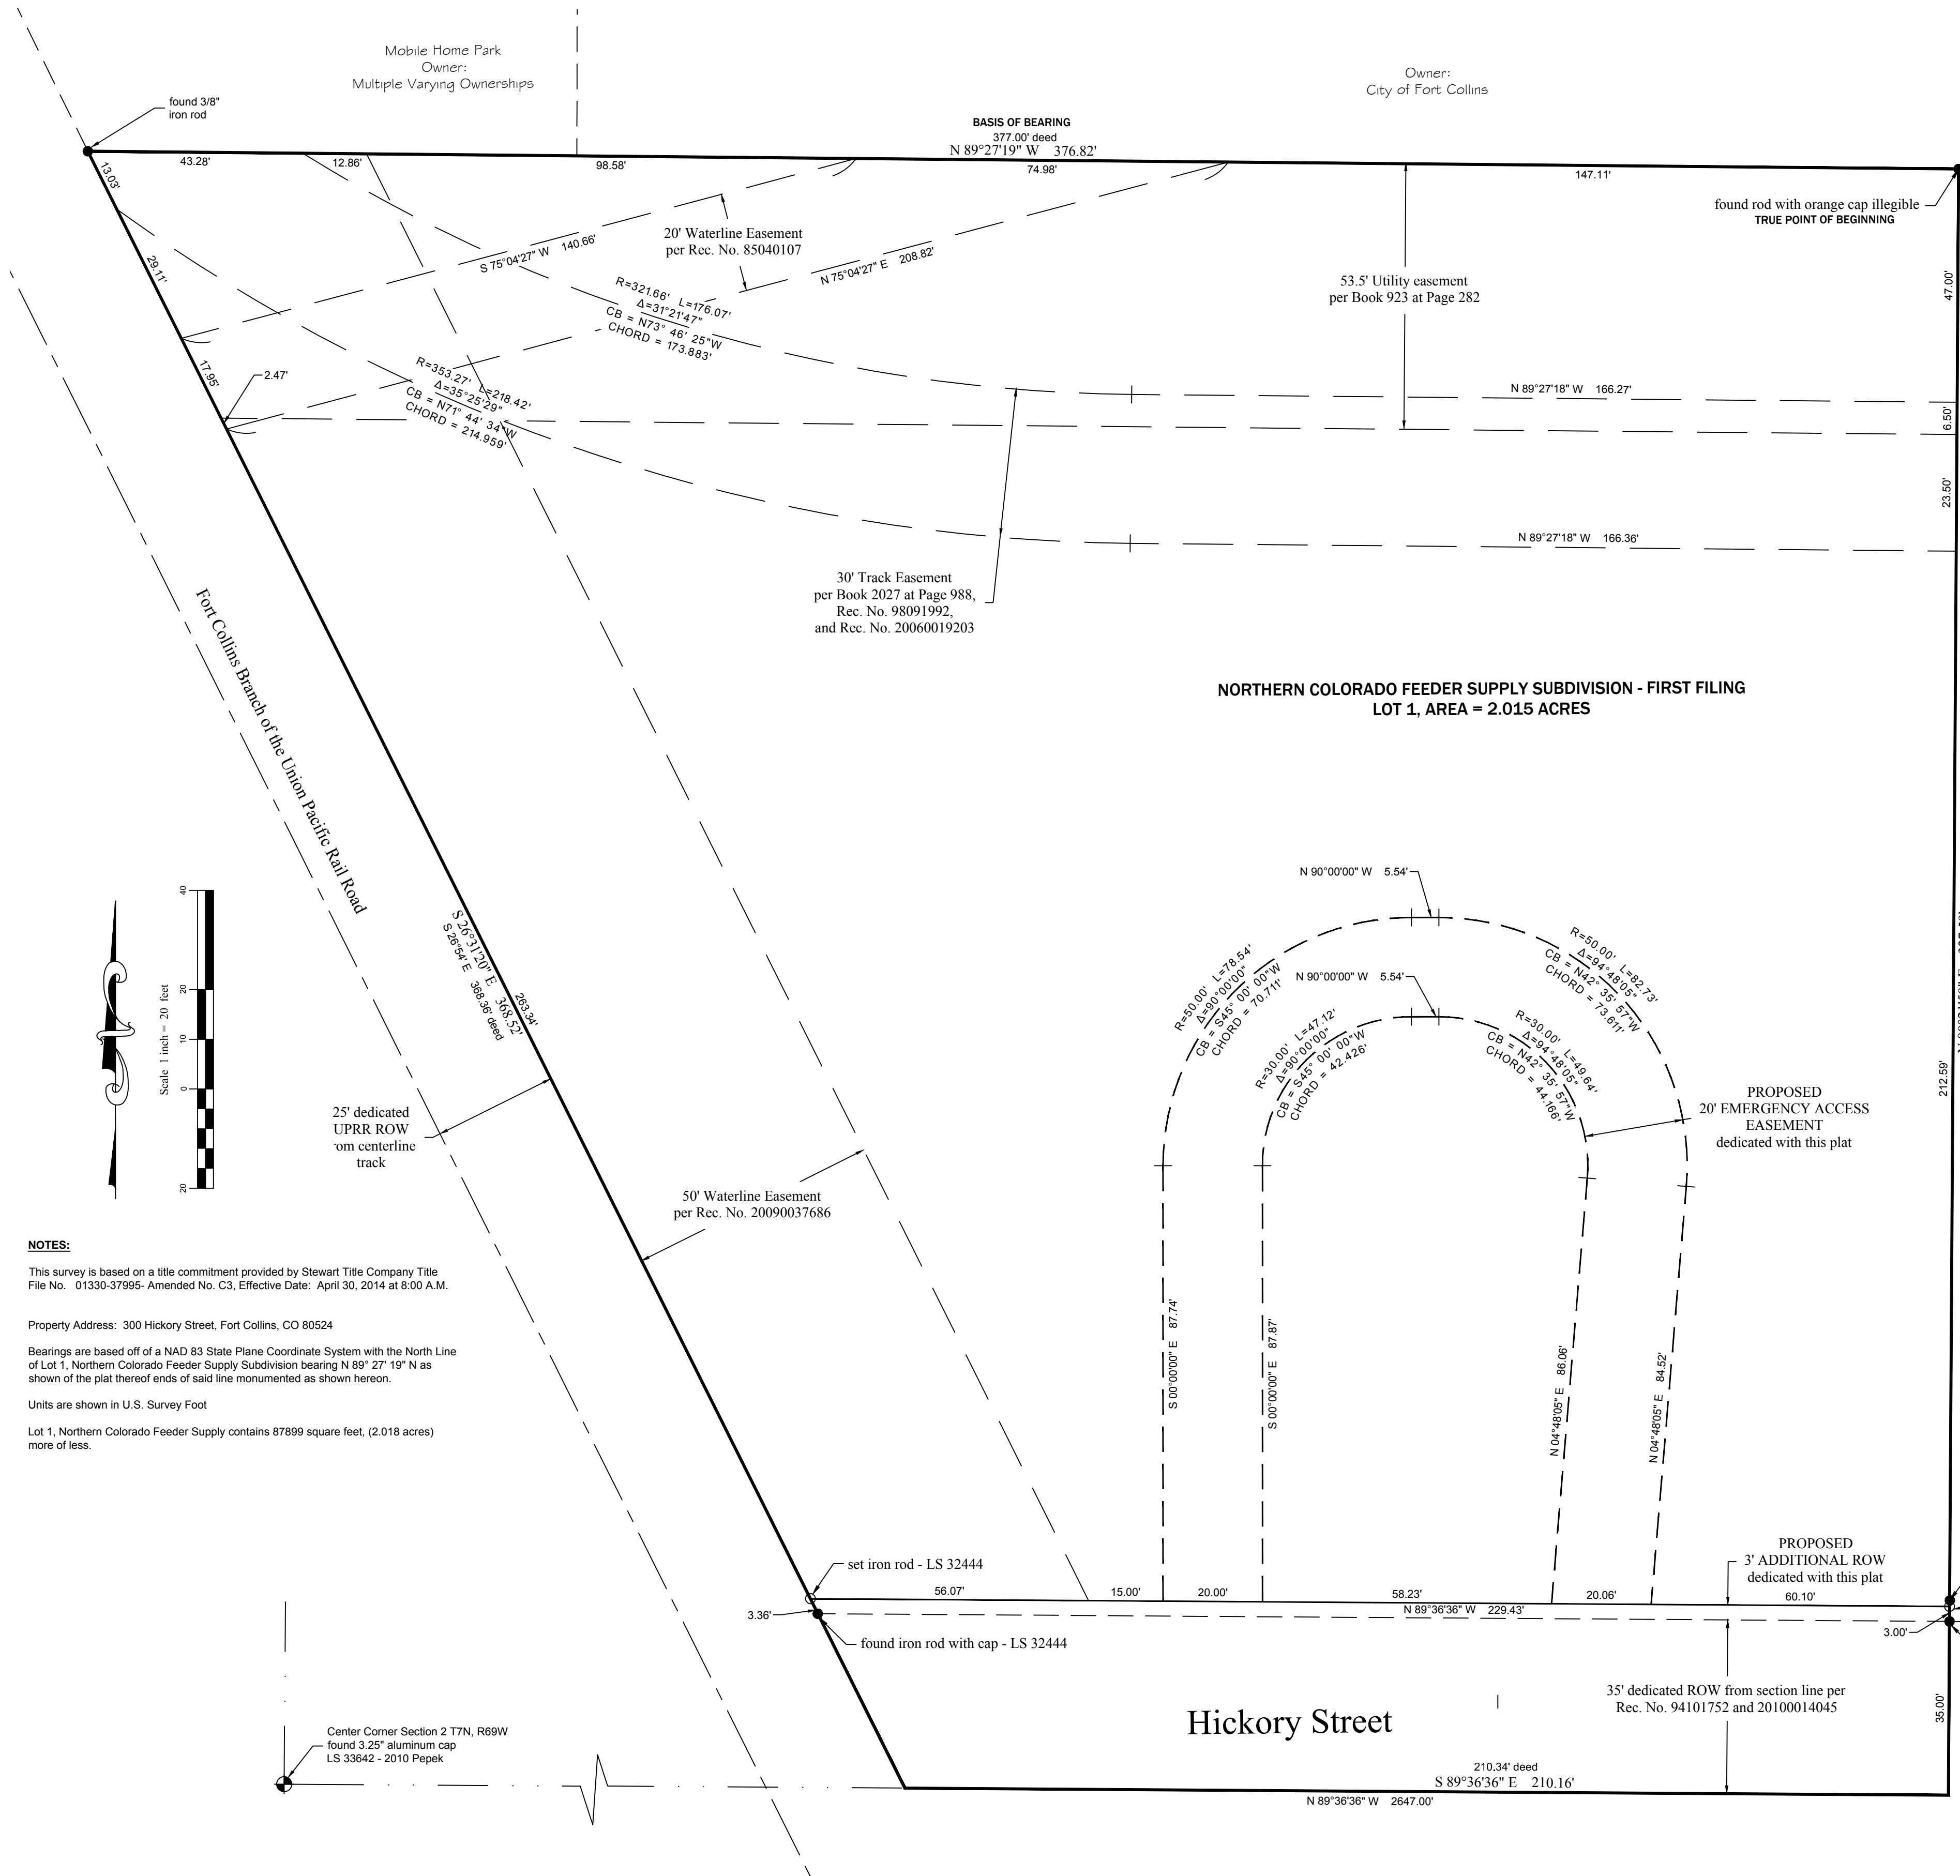 Mobile Home Park
Owner:
Multiple Varying Ownerships
Owner:
City of Fort Collins
found 3/8"
iron rod
BASIS OF BEARING
377.00' deed
N 89°27'19" W 376.82'
43.28'
12.86'
98.58'
74.98'
147.11'
found rod with orange cap illegible
TRUE POINT OF BEGINNING
13.03'
29.11'
17.95'
2.47'
S 75°04'27" W 140.66'
20' Waterline Easement
per Rec. No. 85040107
N 75°04'27" E 208.82'
R=321.66' L=176.07'
Δ=31°21'47"
CB = N73° 46' 25"W
CHORD = 173.883'
R=353.27' L=218.42'
Δ=35°25'29"
CB = N71° 44' 34"W
CHORD = 214.959'
53.5' Utility easement
per Book 923 at Page 282
47.00'
6.50'
23.50'
N 89°27'18" W 166.27'
N 89°27'18" W 166.36'
30' Track Easement
per Book 2027 at Page 988,
Rec. No. 98091992,
and Rec. No. 20060019203
Fort Collins Branch of the Union Pacific Rail Road
NORTHERN COLORADO FEEDER SUPPLY SUBDIVISION - FIRST FILING
LOT 1, AREA = 2.015 ACRES
40
20
10
0
20
Scale 1 inch = 20 feet
263.34'
S 26°31'20" E 368.52'
S 26°54' E 368.36' deed
25' dedicated
UPRR ROW
om centerline
track
50' Waterline Easement
per Rec. No. 20090037686
N 90°00'00" W 5.54'
N 90°00'00" W 5.54'
R=50.00' L=78.54'
Δ=90°00'00"
CB = S45° 00' 00"W
CHORD = 70.711'
R=30.00' L=47.12'
Δ=90°00'00"
CB = S45° 00' 00"W
CHORD = 42.426'
R=50.00' L=82.73'
Δ=94°48'05"
CB = N42° 35' 57"W
CHORD = 73.611'
R=30.00' L=49.64'
Δ=94°48'05"
CB = N42° 35' 57"W
CHORD = 44.166'
212.59'
PROPOSED
20' EMERGENCY ACCESS
EASEMENT
dedicated with this plat
S 00°00'00" E 87.74'
S 00°00'00" E 87.87'
N 04°48'05" E 86.06'
N 04°48'05" E 84.52'
NOTES:
This survey is based on a title commitment provided by Stewart Title Company Title
File No. 01330-37995- Amended No. C3, Effective Date: April 30, 2014 at 8:00 A.M.
Property Address: 300 Hickory Street, Fort Collins, CO 80524
Bearings are based off of a NAD 83 State Plane Coordinate System with the North Line
of Lot 1, Northern Colorado Feeder Supply Subdivision bearing N 89° 27' 19" N as
shown of the plat thereof ends of said line monumented as shown hereon.
Units are shown in U.S. Survey Foot
Lot 1, Northern Colorado Feeder Supply contains 87899 square feet, (2.018 acres)
more of less.
set iron rod - LS 32444
56.07'
15.00'
20.00'
58.23'
20.06'
60.10'
PROPOSED
3' ADDITIONAL ROW
dedicated with this plat
3.36'
N 89°36'36" W 229.43'
3.00'
found iron rod with cap - LS 32444
35' dedicated ROW from section line per
Rec. No. 94101752 and 20100014045
35.00'
Hickory Street
Center Corner Section 2 T7N, R69W
found 3.25" aluminum cap
LS 33642 - 2010 Pepek
210.34' deed
S 89°36'36" E 210.16'
N 89°36'36" W 2647.00'